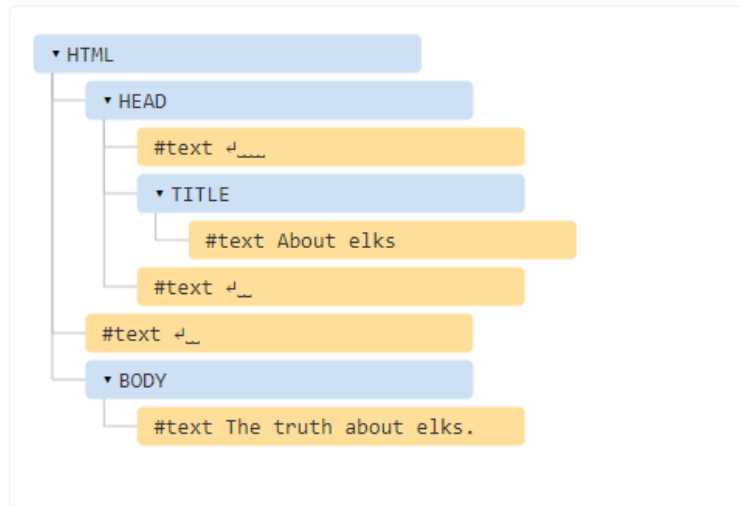 ▾ HTML
▾ HEAD
#text ↵␣␣␣␣
▾ TITLE
#text About elks
#text ↵␣␣
#text ↵␣␣
▾ BODY
#text The truth about elks.